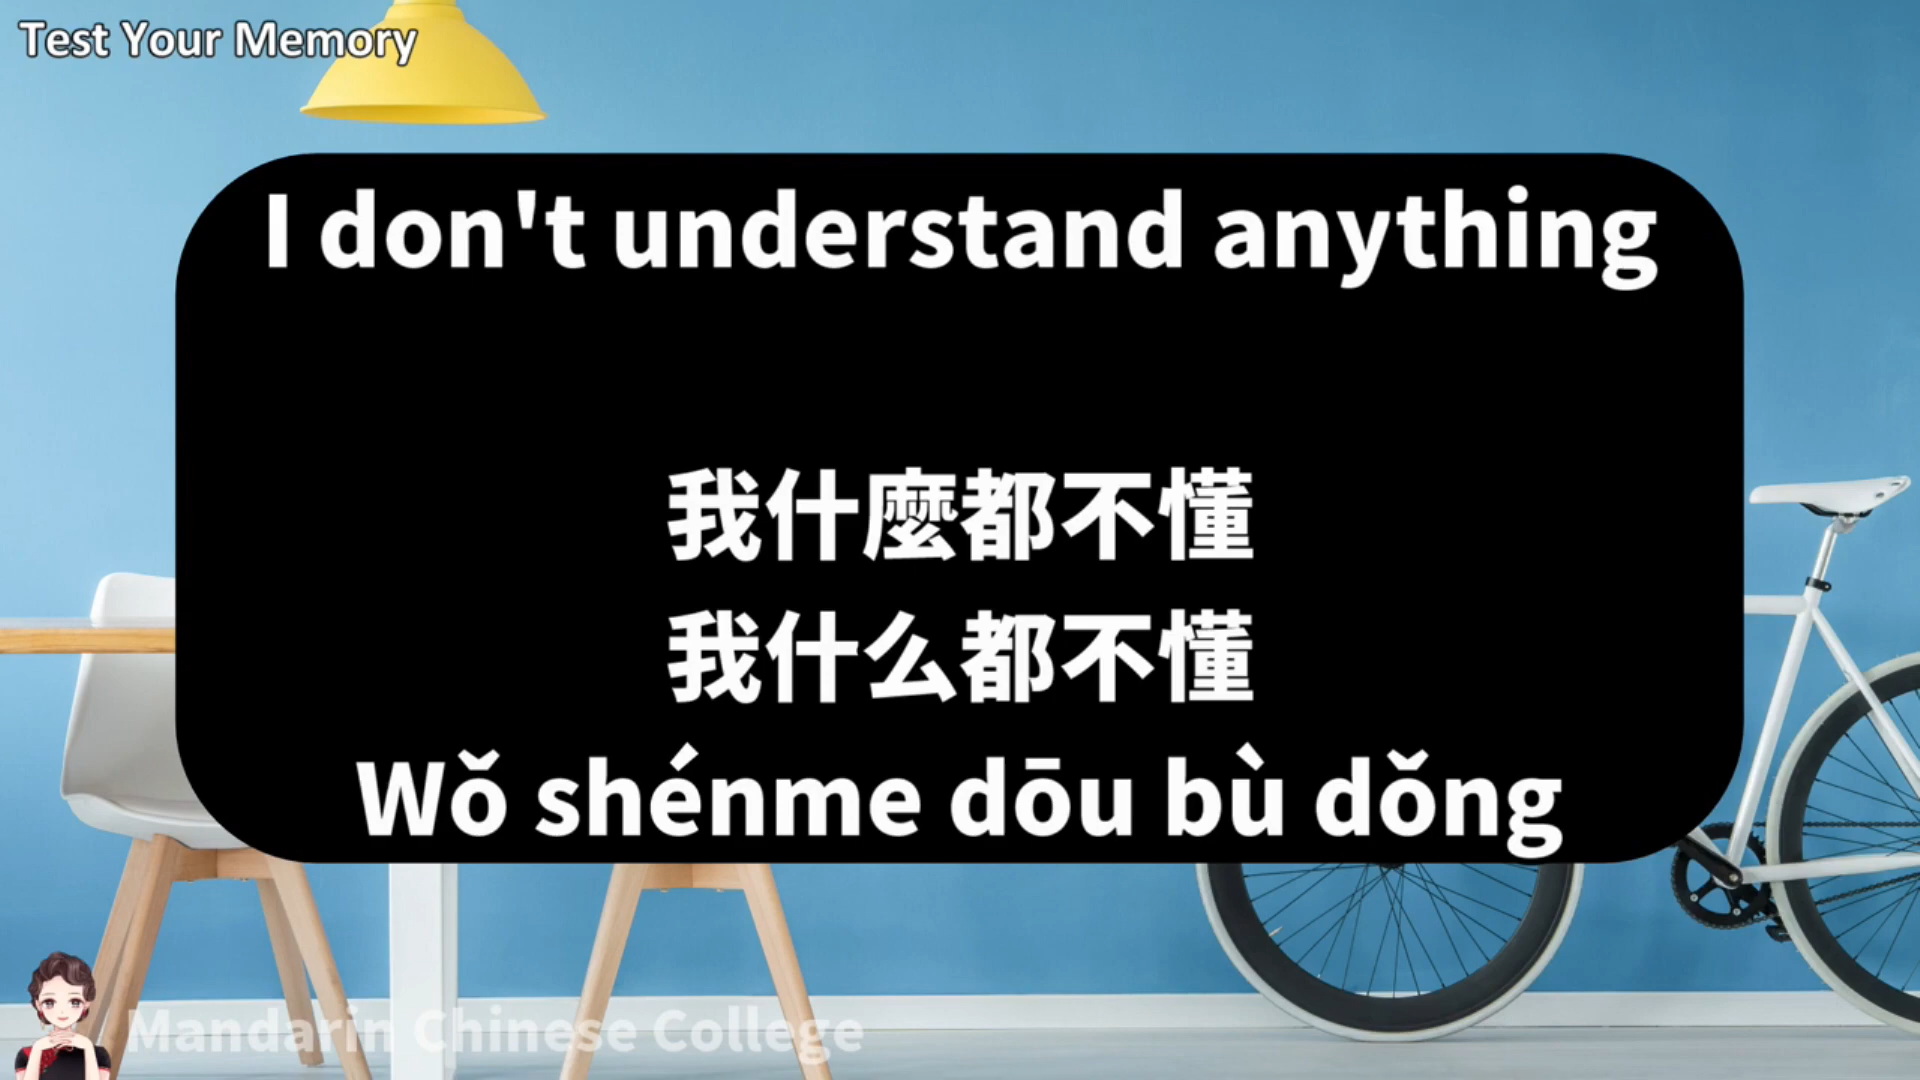 Test Your Memory
I don't understand anything
我什麼都不懂
我什么都不懂
Wǒ shénme dōu bù dǒng
Mandarin Chinese College